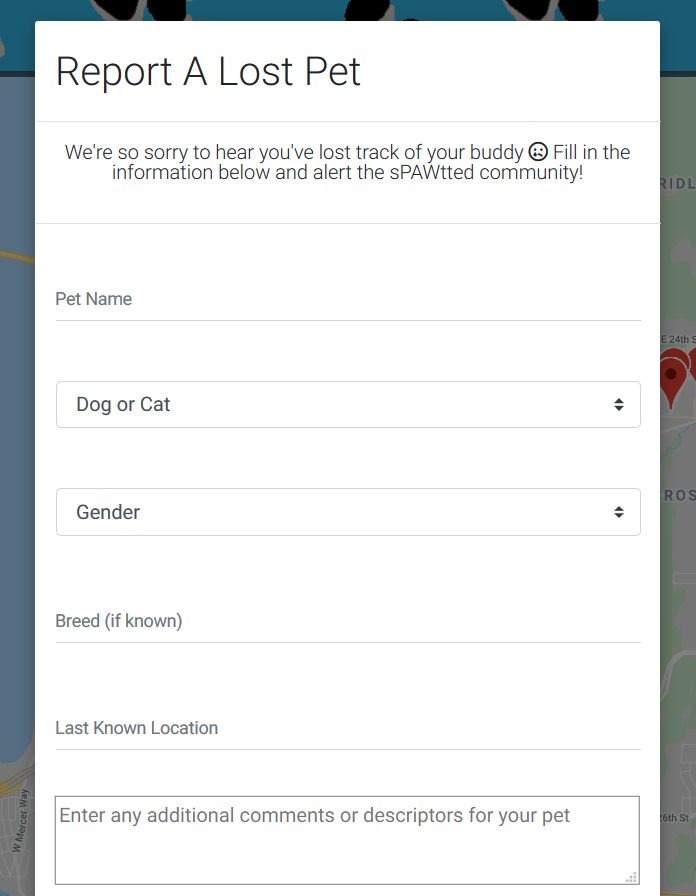 Report A Lost Pet
We're so sorry to hear you've lost track of your buddy Fill in the
information below and alert the sPAWtted community!
Pet Name
Dog or Cat
Gender
Breed (if known)
Last Known Location
Enter any additional comments or descriptors for your pet
RIDL
E 24th S
ROS
W Mercer Way
26th St